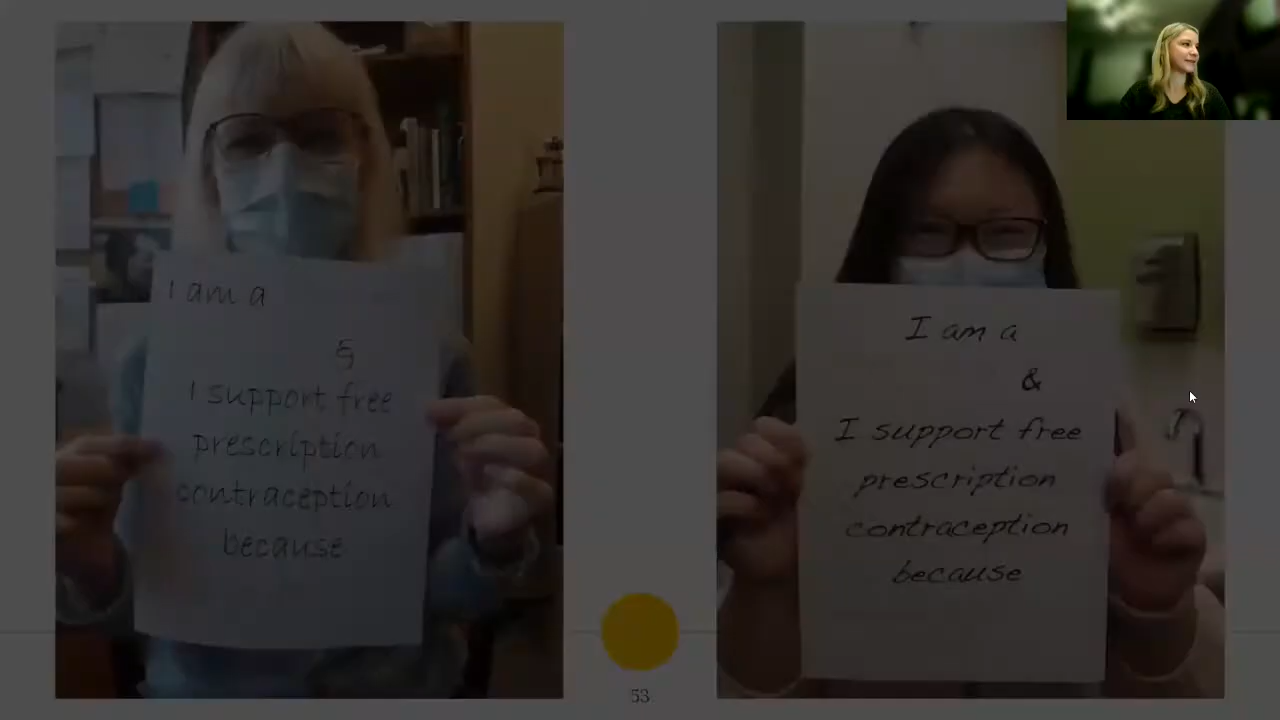 I am a
&
I support free
prescription
contraception
because
I am a
&
I support free
prescription
contraception
because
53